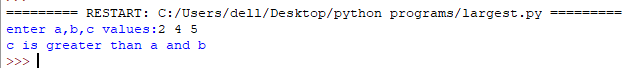 ========= RESTART: C:/Users/dell/Desktop/python programs/largest.py =========
enter a,b,c values:2 4 5
c is greater than a and b
>>>